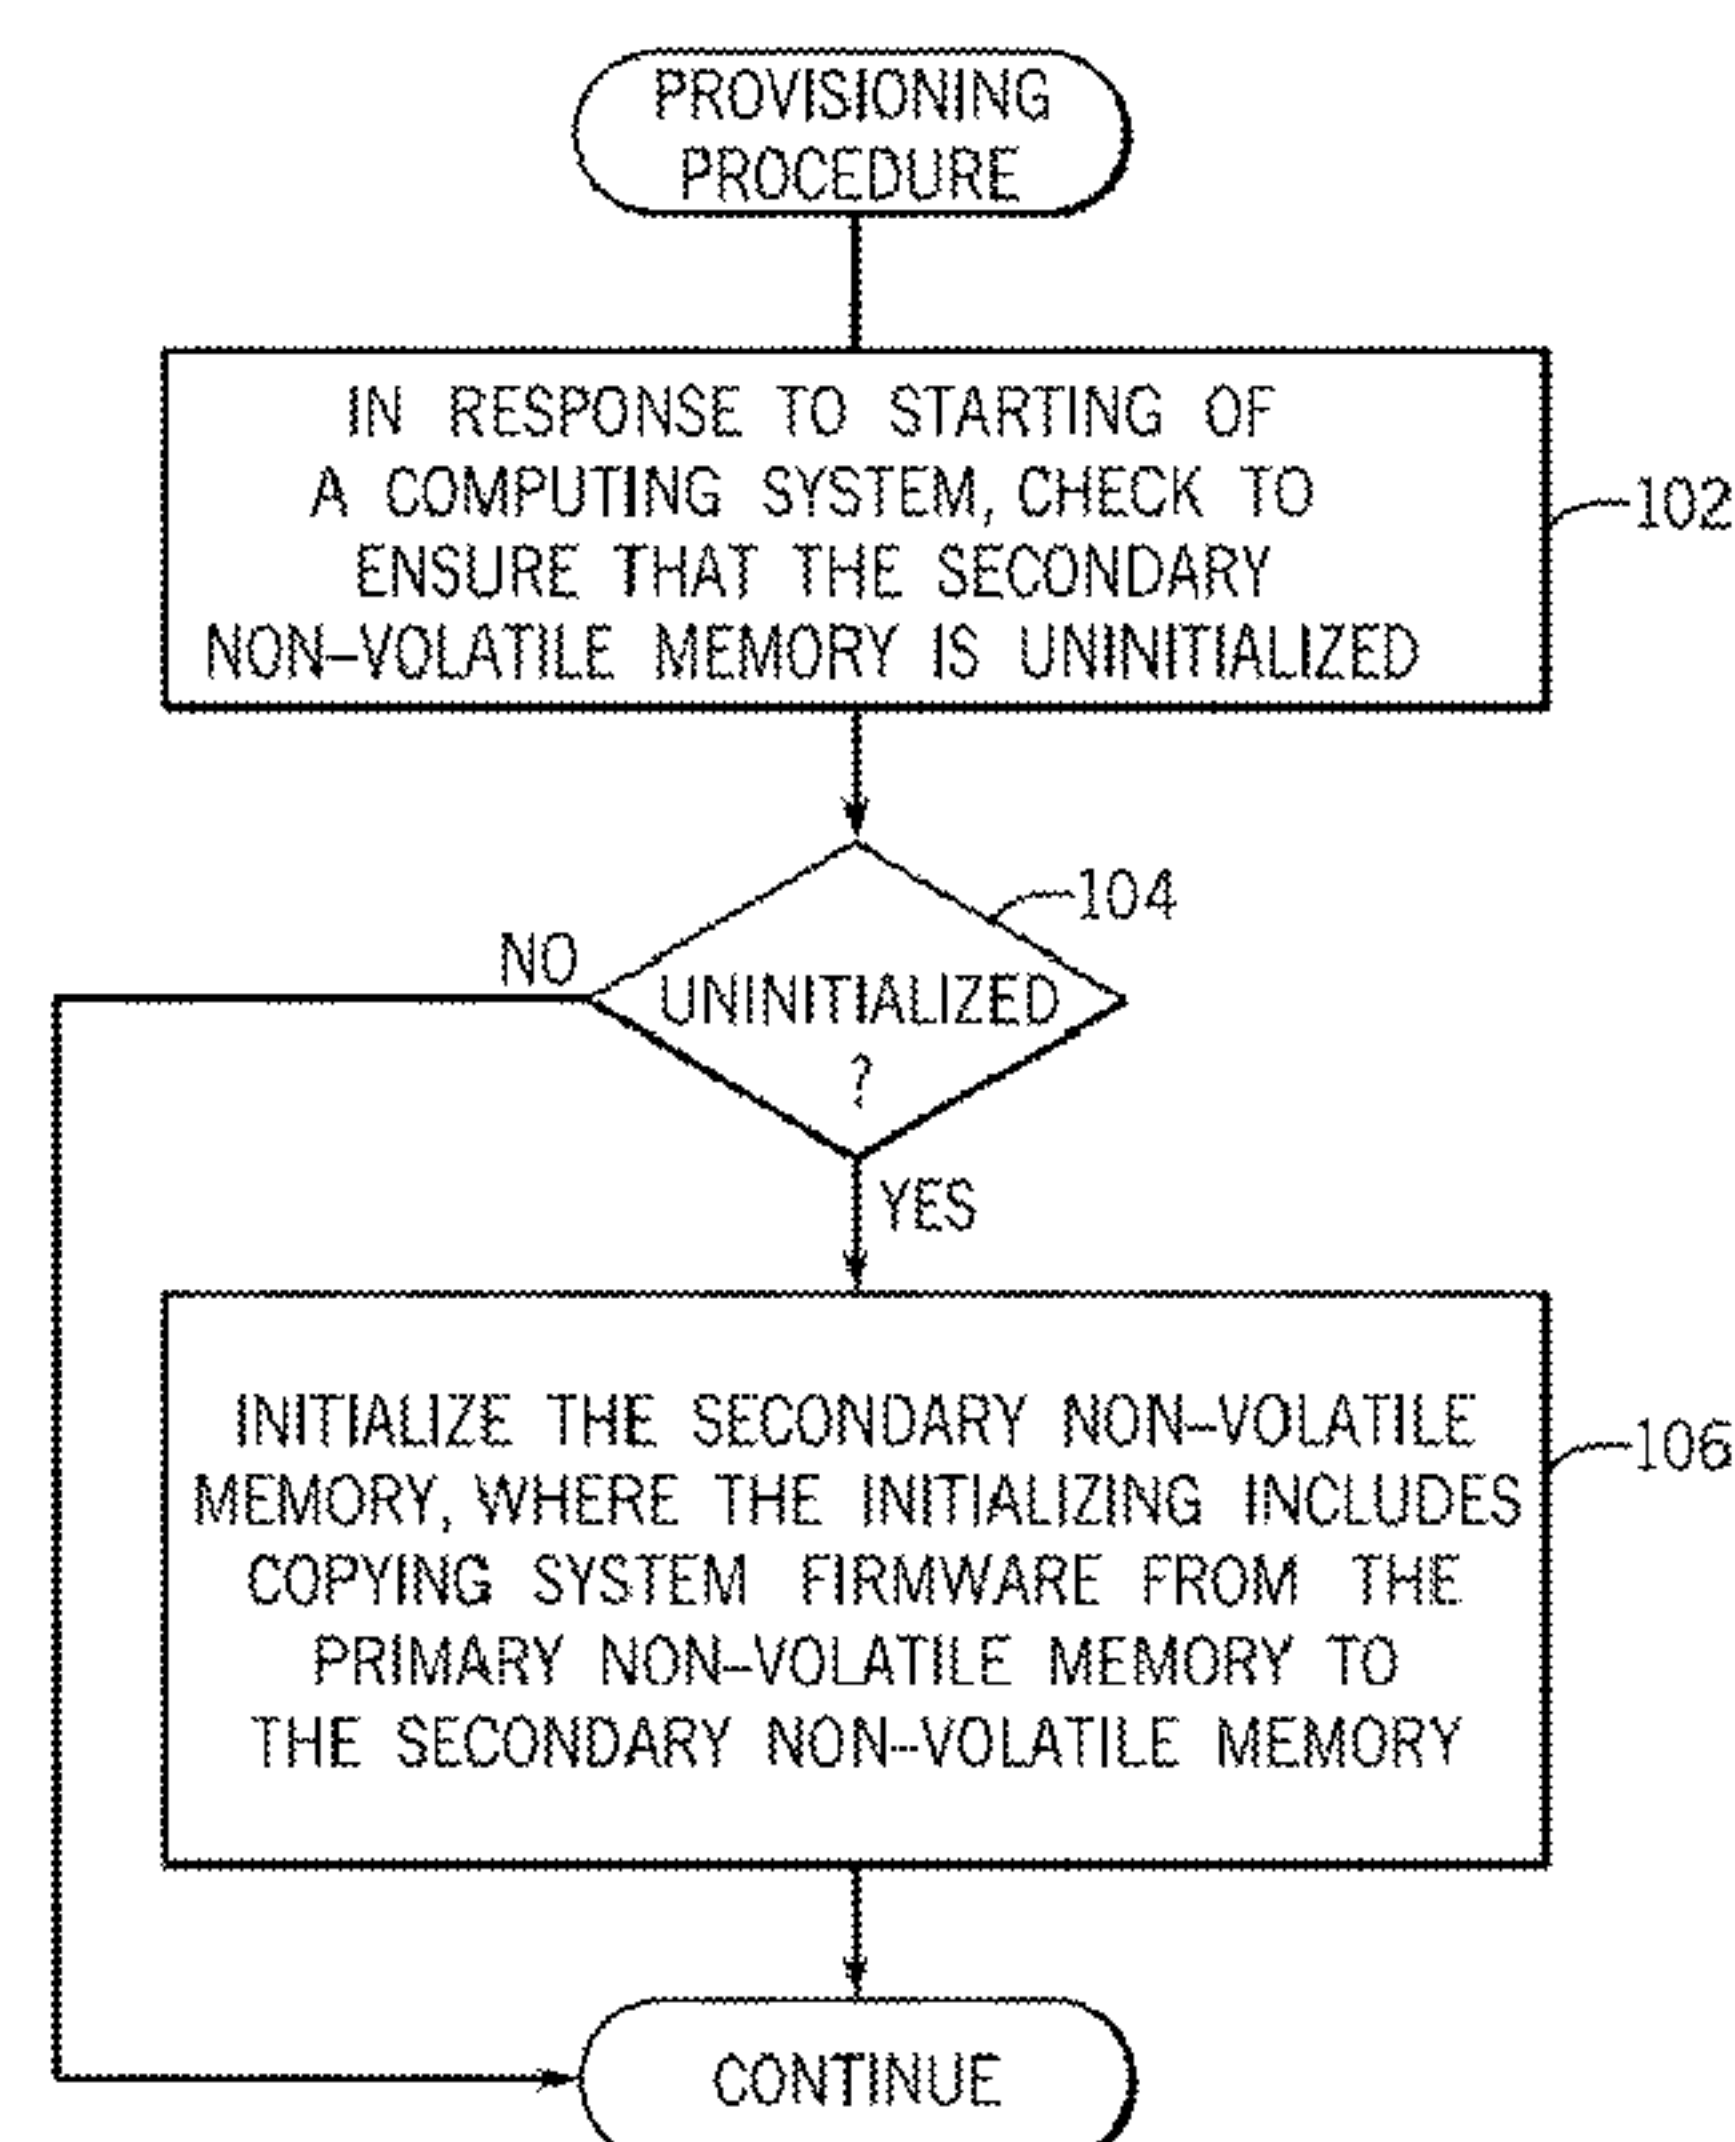 PROVISIONING
PROCEDURE
IN RESPONSE TO STARTING OF
A COMPUTING SYSTEM, CHECK TO
ENSURE THAT THE SECONDARY
NON-VOLATILE MEMORY IS UNINITIALIZED
102
104
NO
UNINITIALIZED
?
YES
INITIALIZE THE SECONDARY NON-VOLATILE
MEMORY, WHERE THE INITIALIZING INCLUDES
COPYING SYSTEM FIRMWARE FROM THE
PRIMARY NON-VOLATILE MEMORY TO
THE SECONDARY NON-VOLATILE MEMORY
106
CONTINUE